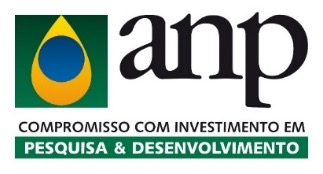 anp
COMPROMISSO COM INVESTIMENTO EM
PESQUISA & DESENVOLVIMENTO